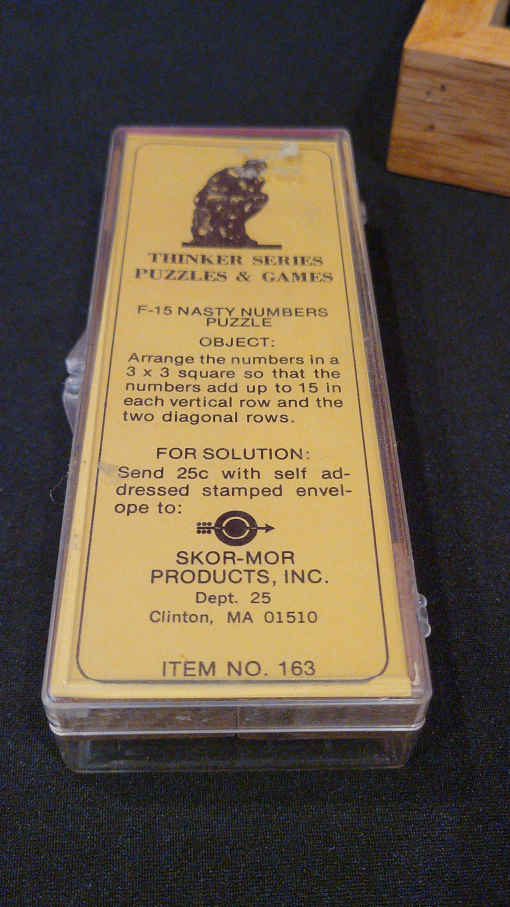 THINKER SERIES
PUZZLES & GAMES
F-15 NASTY NUMBERS
PUZZLE
OBJECT:
Arrange the numbers in a
3 x 3 square so that the
numbers add up to 15 in
each vertical row and the
two diagonal rows.
FOR SOLUTION:
Send 25c with self ad-
dressed stamped envel-
ope to:
SKOR-MOR
PRODUCTS, INC.
Dept. 25
Clinton, MA 01510
ITEM NO. 163